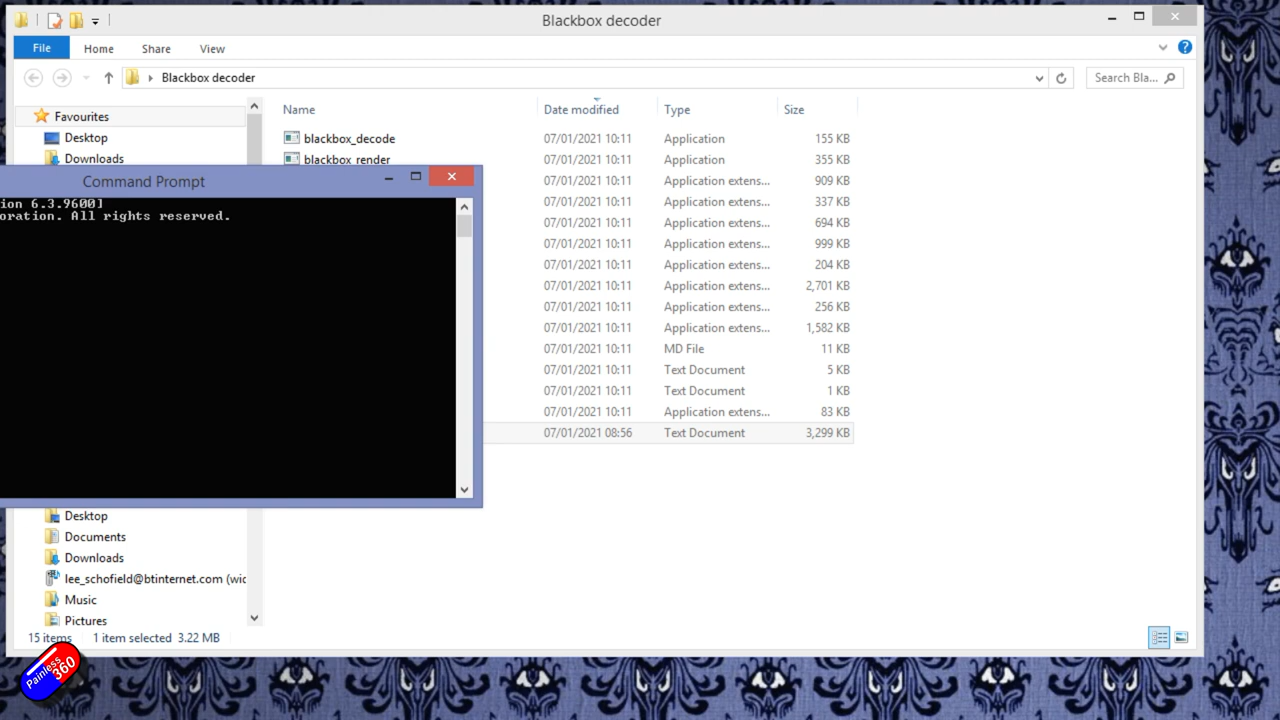 Blackbox decoder
File Home Share View
Blackbox decoder
Search Bla...
Name Date modified Type Size
Favourites
Desktop
Downloads
blackbox_decode 07/01/2021 10:11 Application 155 KB
blackbox_render 07/01/2021 10:11 Application 355 KB
07/01/2021 10:11 Application extens... 909 KB
07/01/2021 10:11 Application extens... 337 KB
07/01/2021 10:11 Application extens... 694 KB
07/01/2021 10:11 Application extens... 999 KB
07/01/2021 10:11 Application extens... 204 KB
07/01/2021 10:11 Application extens... 2,701 KB
07/01/2021 10:11 Application extens... 256 KB
07/01/2021 10:11 Application extens... 1,582 KB
07/01/2021 10:11 MD File 11 KB
07/01/2021 10:11 Text Document 5 KB
07/01/2021 10:11 Text Document 1 KB
07/01/2021 10:11 Application extens... 83 KB
07/01/2021 08:56 Text Document 3,299 KB
Command Prompt
ion 6.3.9600]
oration. All rights reserved.
Desktop
Documents
Downloads
lee_schofield@btinternet.com (wic
Music
Pictures
15 items 1 item selected 3.22 MB
Painless
360